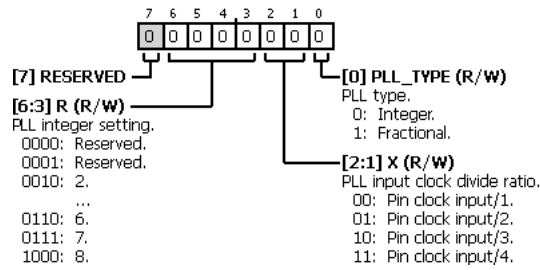 7 6 5 4 3 2 1 0
0 0 0 0 0 0 0 0
[7] RESERVED
[6:3] R (R/W)
PLL integer setting.
0000: Reserved.
0001: Reserved.
0010: 2.
...
0110: 6.
0111: 7.
1000: 8.
[0] PLL_TYPE (R/W)
PLL type.
0: Integer.
1: Fractional.
[2:1] X (R/W)
PLL input clock divide ratio.
00: Pin clock input/1.
01: Pin clock input/2.
10: Pin clock input/3.
11: Pin clock input/4.